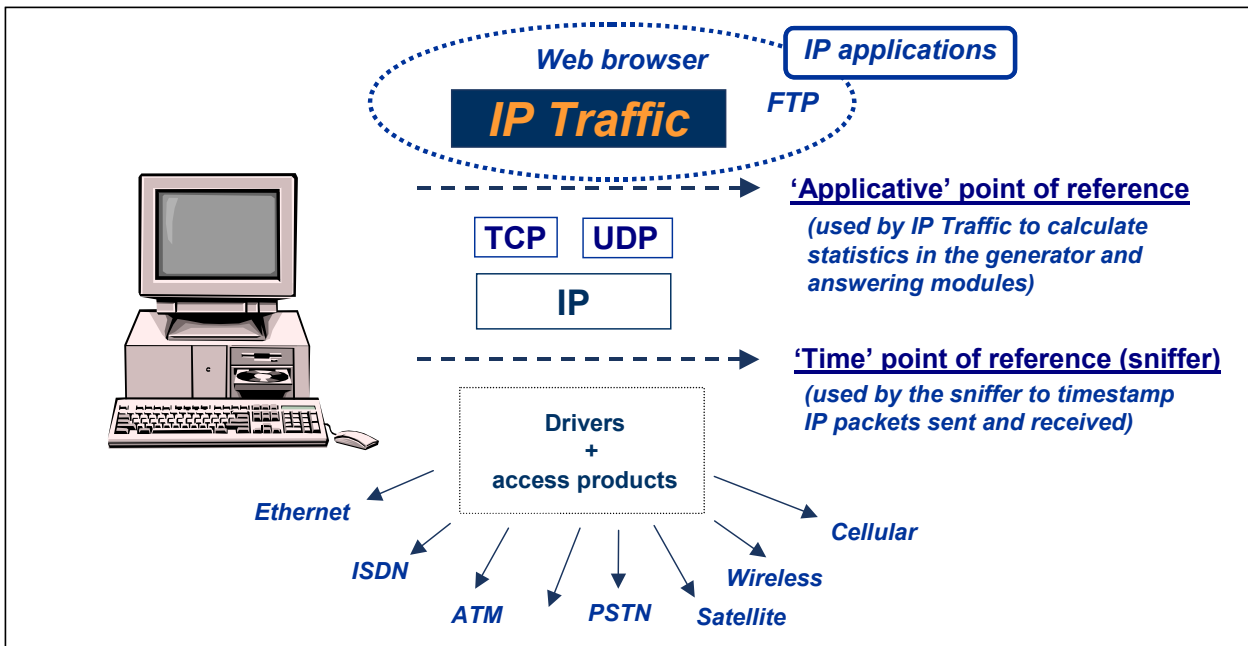 Web browser
IP applications
FTP
IP Traffic
‘Applicative’ point of reference
(used by IP Traffic to calculate
statistics in the generator and
answering modules)
TCP
UDP
IP
‘Time’ point of reference (sniffer)
(used by the sniffer to timestamp
IP packets sent and received)
Drivers
+
access products
Ethernet
ISDN
ATM
PSTN
Satellite
Wireless
Cellular